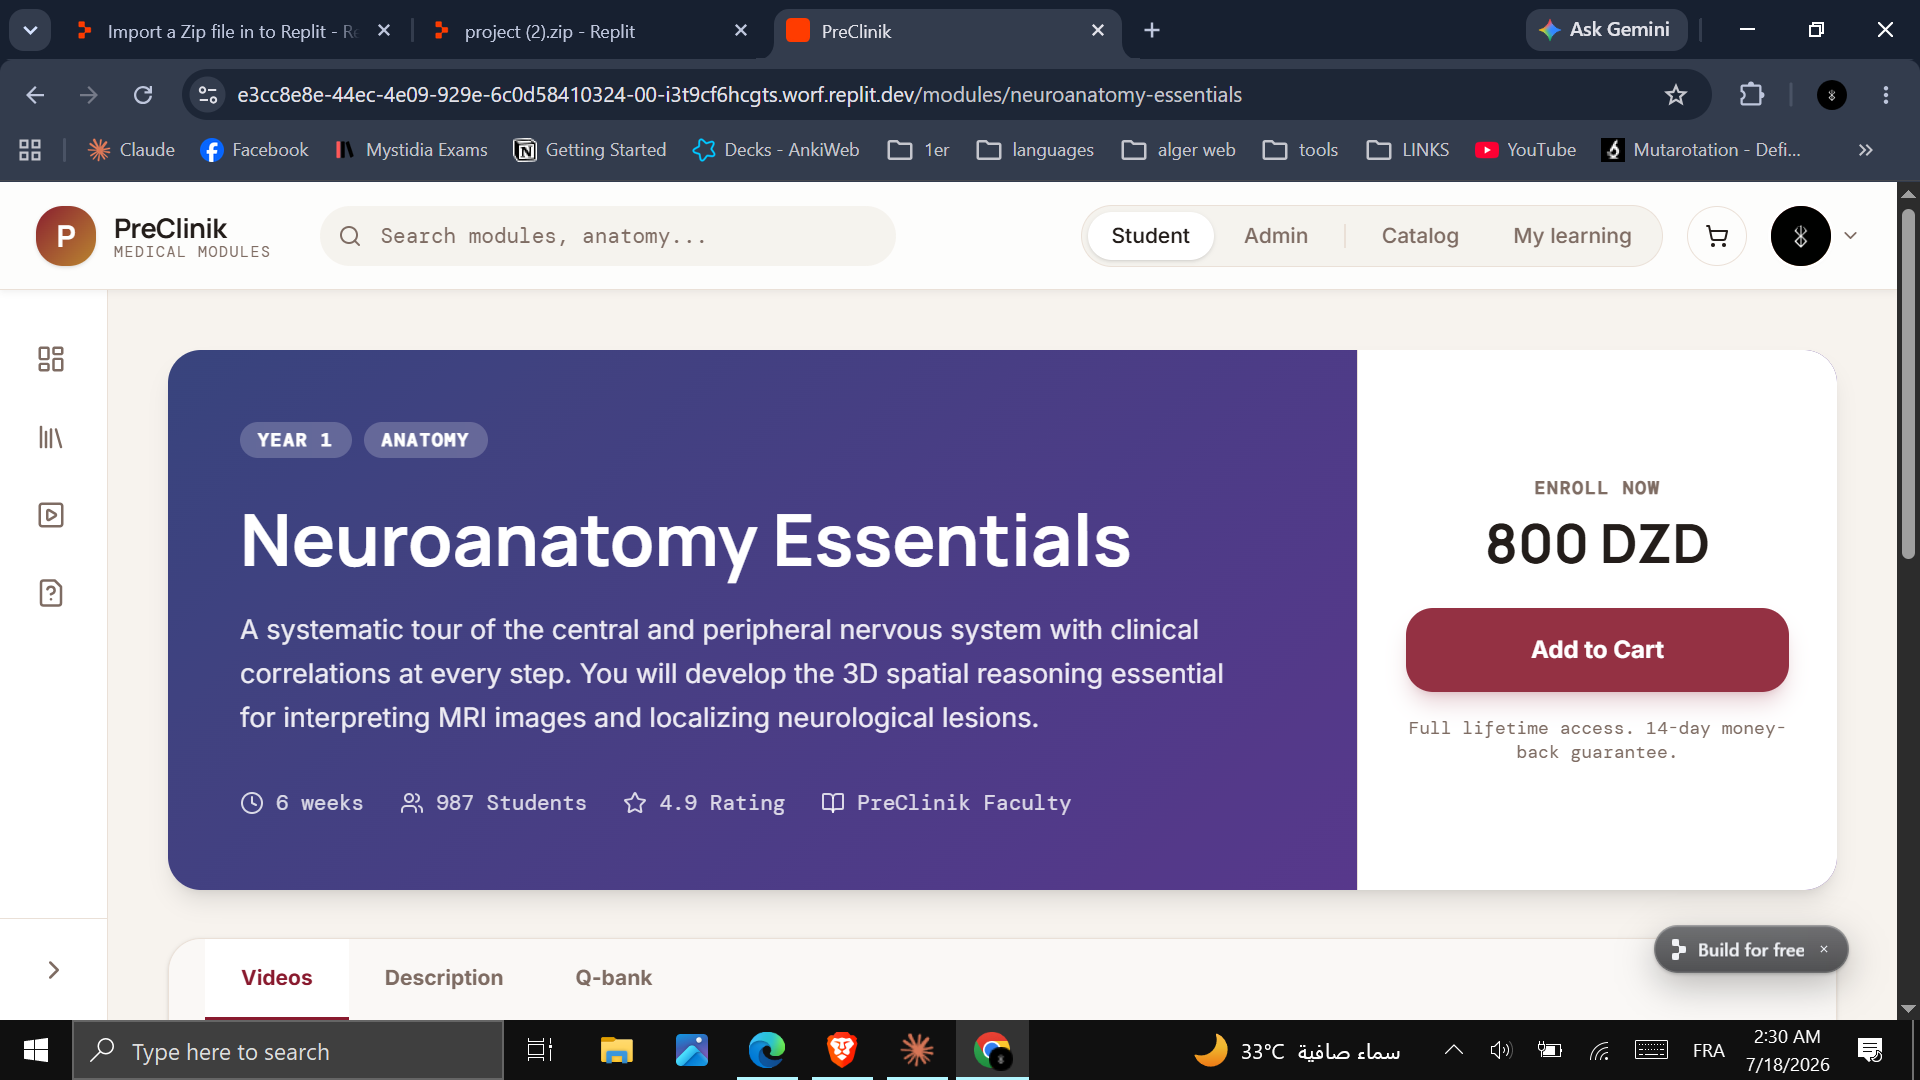 Import a Zip file in to Replit - Re
project (2).zip - Replit
PreClinik
Ask Gemini
e3cc8e8e-44ec-4e09-929e-6c0d58410324-00-i3t9cf6hcgts.worf.replit.dev/modules/neuroanatomy-essentials
Claude
Facebook
Mystidia Exams
Getting Started
Decks - AnkiWeb
1er
languages
alger web
tools
LINKS
YouTube
Mutarotation - Defi...
P
PreClinik
MEDICAL MODULES
Search modules, anatomy...
Student
Admin
Catalog
My learning
YEAR 1
ANATOMY
Neuroanatomy Essentials
A systematic tour of the central and peripheral nervous system with clinical
correlations at every step. You will develop the 3D spatial reasoning essential
for interpreting MRI images and localizing neurological lesions.
6 weeks
987 Students
4.9 Rating
PreClinik Faculty
ENROLL NOW
800 DZD
Add to Cart
Full lifetime access. 14-day money-
back guarantee.
Build for free
Videos
Description
Q-bank
Type here to search
33°C سماء صافية
FRA
2:30 AM
7/18/2026